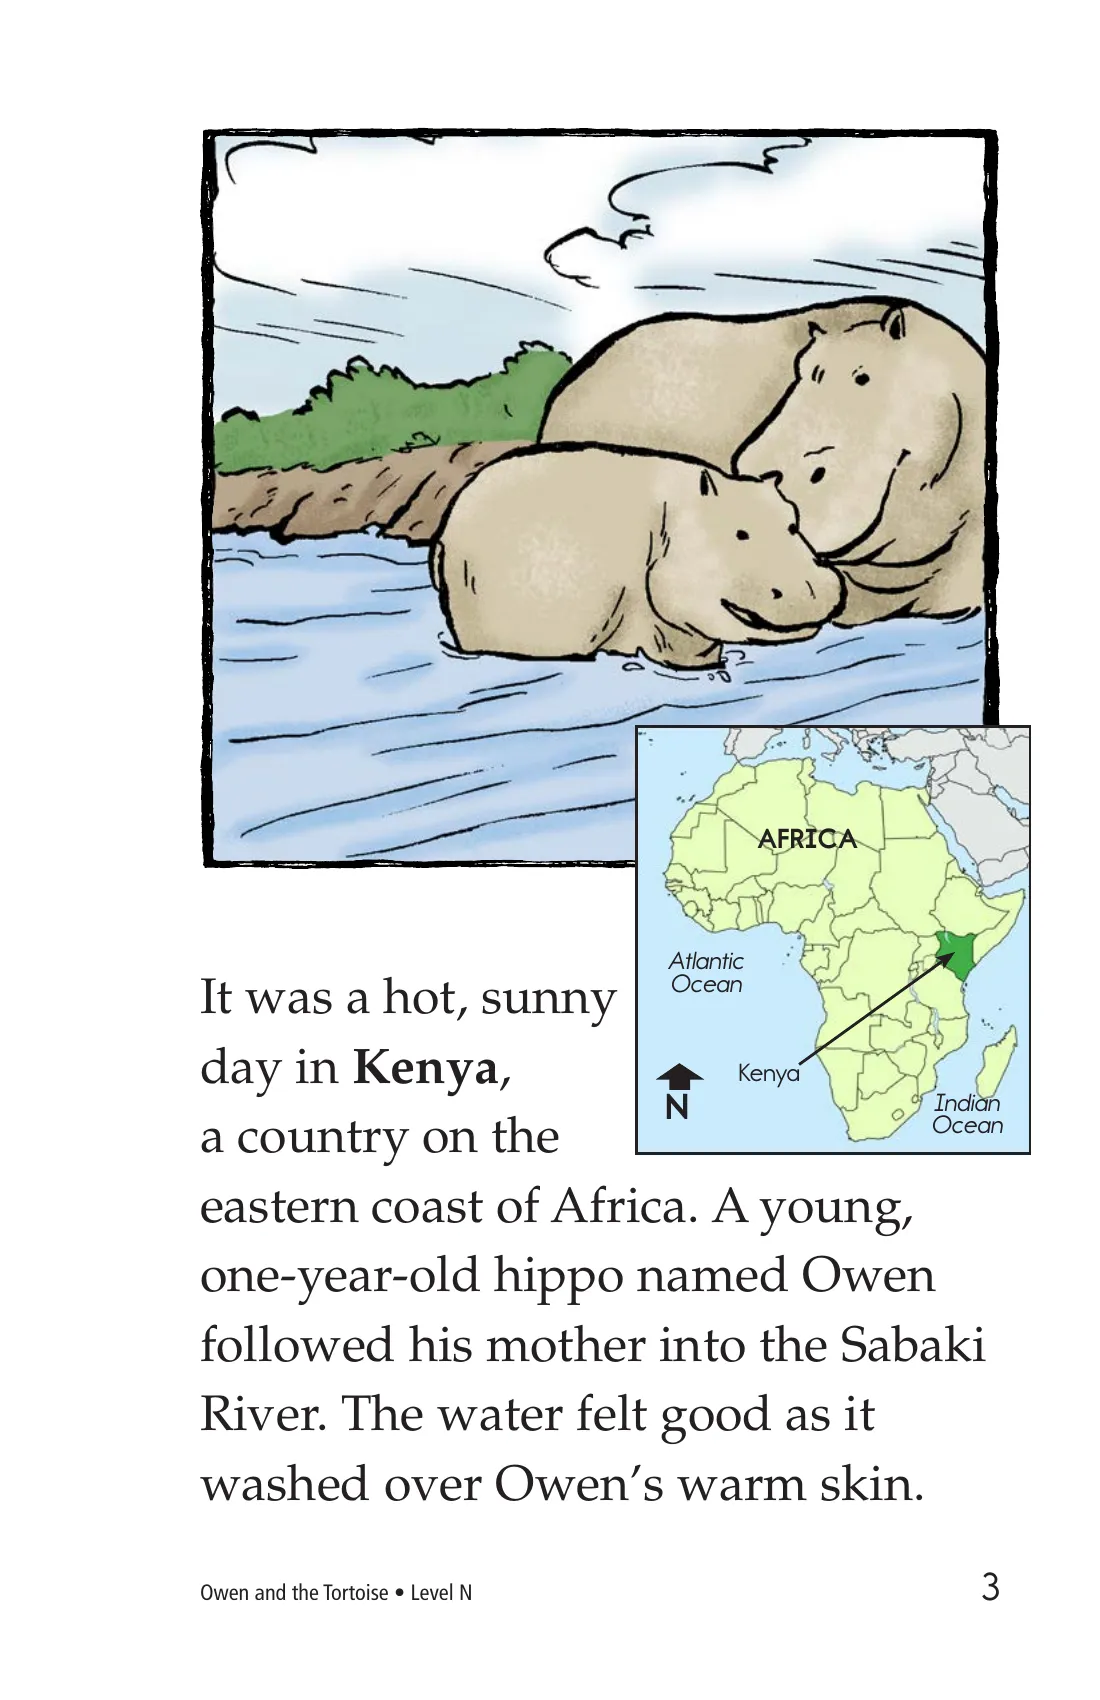 AFRICA
Atlantic
Ocean
Kenya
N
Indian
Ocean
It was a hot, sunny
day in Kenya,
a country on the
eastern coast of Africa. A young,
one-year-old hippo named Owen
followed his mother into the Sabaki
River. The water felt good as it
washed over Owen’s warm skin.
Owen and the Tortoise • Level N
3